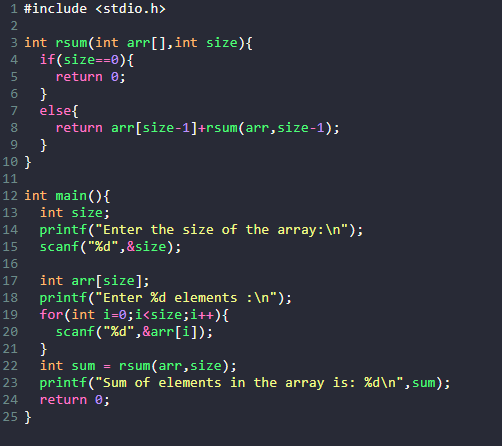 1 #include <stdio.h>
2
3 int rsum(int arr[],int size){
4   if(size==0){
5     return 0;
6   }
7   else{
8     return arr[size-1]+rsum(arr,size-1);
9   }
10 }
11
12 int main(){
13   int size;
14   printf("Enter the size of the array:\n");
15   scanf("%d",&size);
16
17   int arr[size];
18   printf("Enter %d elements :\n");
19   for(int i=0;i<size;i++){
20     scanf("%d",&arr[i]);
21   }
22   int sum = rsum(arr,size);
23   printf("Sum of elements in the array is: %d\n",sum);
24   return 0;
25 }